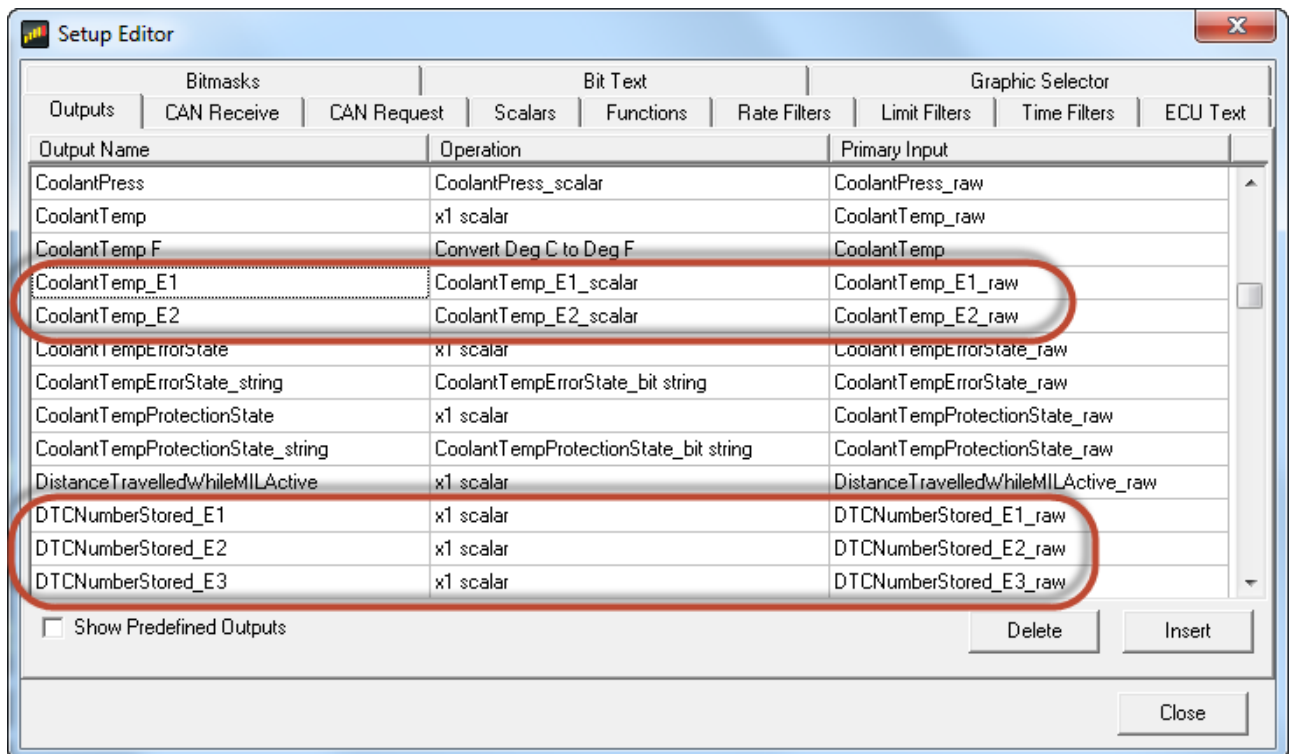 Setup Editor
Bitmasks Bit Text Graphic Selector
Outputs CAN Receive CAN Request Scalars Functions Rate Filters Limit Filters Time Filters ECU Text
Output Name Operation Primary Input
CoolantPress CoolantPress_scalar CoolantPress_raw
CoolantTemp x1 scalar CoolantTemp_raw
CoolantTemp F Convert Deg C to Deg F CoolantTemp
CoolantTemp_E1 CoolantTemp_E1_scalar CoolantTemp_E1_raw
CoolantTemp_E2 CoolantTemp_E2_scalar CoolantTemp_E2_raw
CoolantTempErrorState x1 scalar CoolantTempErrorState_raw
CoolantTempErrorState_string CoolantTempErrorState_bit string CoolantTempErrorState_raw
CoolantTempProtectionState x1 scalar CoolantTempProtectionState_raw
CoolantTempProtectionState_string CoolantTempProtectionState_bit string CoolantTempProtectionState_raw
DistanceTravelledWhileMILActive x1 scalar DistanceTravelledWhileMILActive_raw
DTCNumberStored_E1 x1 scalar DTCNumberStored_E1_raw
DTCNumberStored_E2 x1 scalar DTCNumberStored_E2_raw
DTCNumberStored_E3 x1 scalar DTCNumberStored_E3_raw
Show Predefined Outputs Delete Insert
Close